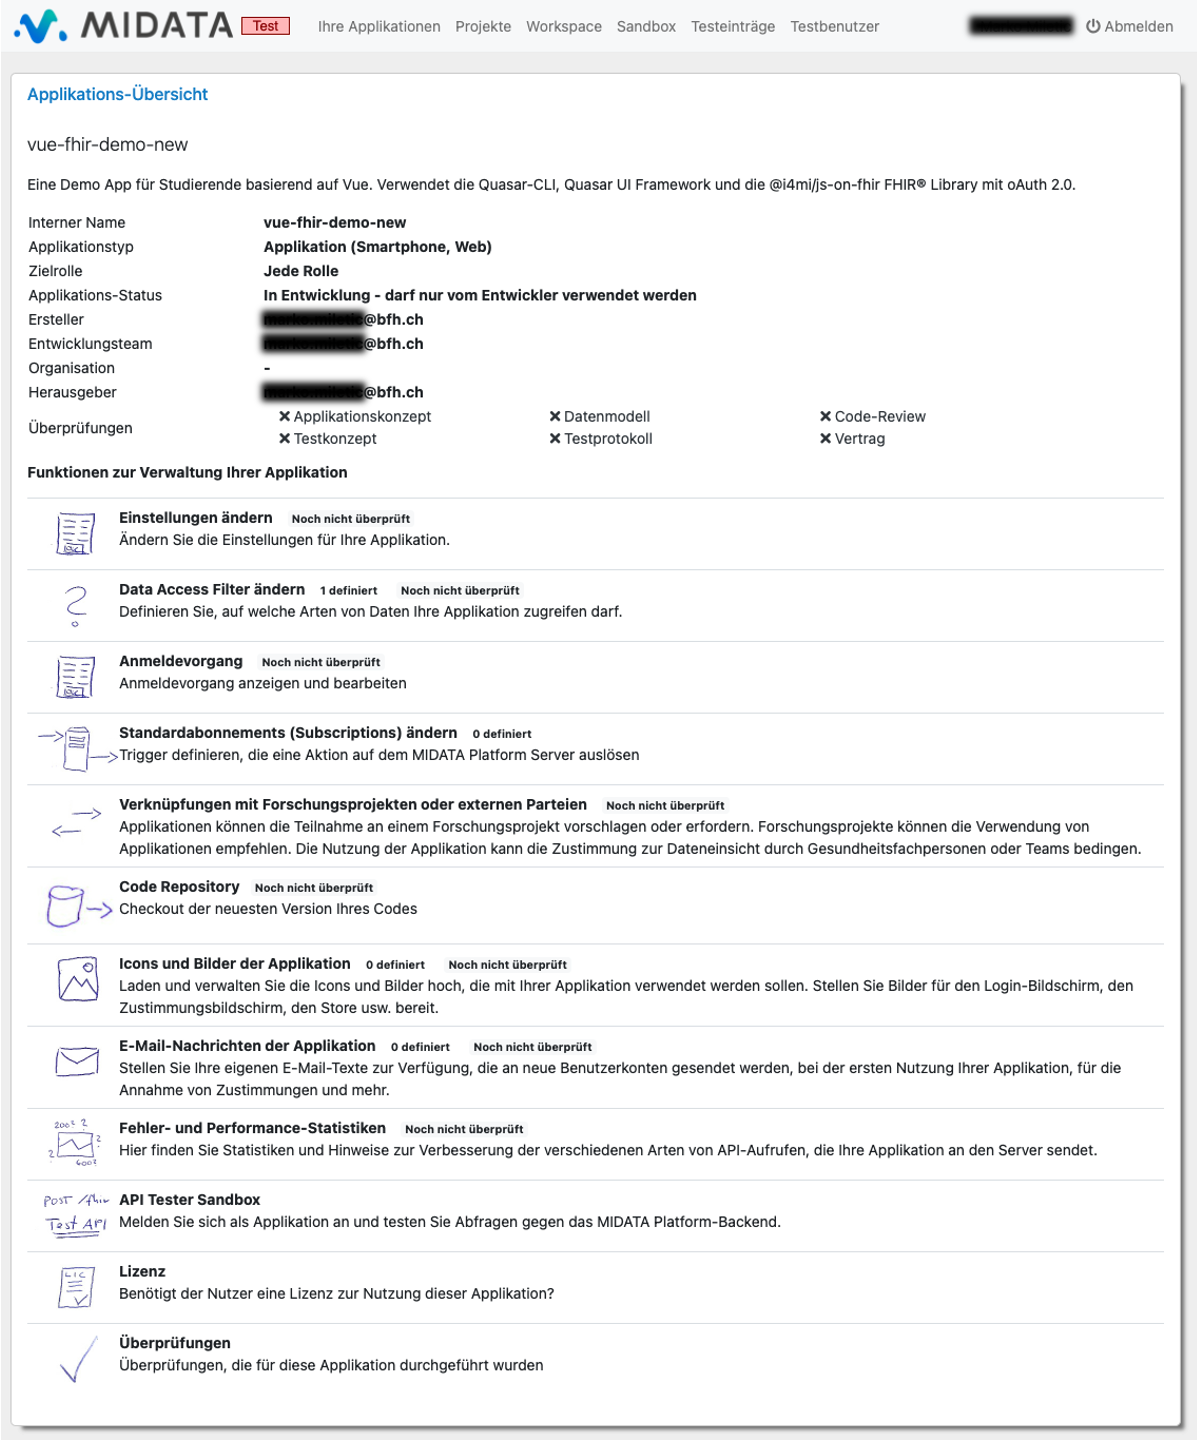 MIDATA Test Ihre Applikationen Projekte Workspace Sandbox Testeinträge Testbenutzer Abmelden
Applikations-Übersicht
vue-fhir-demo-new
Eine Demo App für Studierende basierend auf Vue. Verwendet die Quasar-CLI, Quasar UI Framework und die @i4mi/js-on-fhir FHIR® Library mit oAuth 2.0.
Interner Name vue-fhir-demo-new
Applikationstyp Applikation (Smartphone, Web)
Zielrolle Jede Rolle
Applikations-Status In Entwicklung - darf nur vom Entwickler verwendet werden
Ersteller @bfh.ch
Entwicklungsteam @bfh.ch
Organisation -
Herausgeber @bfh.ch
Überprüfungen
✖ Applikationskonzept ✖ Datenmodell ✖ Code-Review
✖ Testkonzept ✖ Testprotokoll ✖ Vertrag
Funktionen zur Verwaltung Ihrer Applikation
Einstellungen ändern Noch nicht überprüft
Ändern Sie die Einstellungen für Ihre Applikation.
?
Data Access Filter ändern 1 definiert Noch nicht überprüft
Definieren Sie, auf welche Arten von Daten Ihre Applikation zugreifen darf.
Anmeldevorgang Noch nicht überprüft
Anmeldevorgang anzeigen und bearbeiten
Standardabonnements (Subscriptions) ändern 0 definiert
Trigger definieren, die eine Aktion auf dem MIDATA Platform Server auslösen
Verknüpfungen mit Forschungsprojekten oder externen Parteien Noch nicht überprüft
Applikationen können die Teilnahme an einem Forschungsprojekt vorschlagen oder erfordern. Forschungsprojekte können die Verwendung von
Applikationen empfehlen. Die Nutzung der Applikation kann die Zustimmung zur Dateneinsicht durch Gesundheitsfachpersonen oder Teams bedingen.
Code Repository Noch nicht überprüft
Checkout der neuesten Version Ihres Codes
Icons und Bilder der Applikation 0 definiert Noch nicht überprüft
Laden und verwalten Sie die Icons und Bilder hoch, die mit Ihrer Applikation verwendet werden sollen. Stellen Sie Bilder für den Login-Bildschirm, den
Zustimmungsbildschirm, den Store usw. bereit.
E-Mail-Nachrichten der Applikation 0 definiert Noch nicht überprüft
Stellen Sie Ihre eigenen E-Mail-Texte zur Verfügung, die an neue Benutzerkonten gesendet werden, bei der ersten Nutzung Ihrer Applikation, für die
Annahme von Zustimmungen und mehr.
Fehler- und Performance-Statistiken Noch nicht überprüft
Hier finden Sie Statistiken und Hinweise zur Verbesserung der verschiedenen Arten von API-Aufrufen, die Ihre Applikation an den Server sendet.
POST /fhir
Test API
API Tester Sandbox
Melden Sie sich als Applikation an und testen Sie Abfragen gegen das MIDATA Platform-Backend.
LIC
Lizenz
Benötigt der Nutzer eine Lizenz zur Nutzung dieser Applikation?
Überprüfungen
Überprüfungen, die für diese Applikation durchgeführt wurden